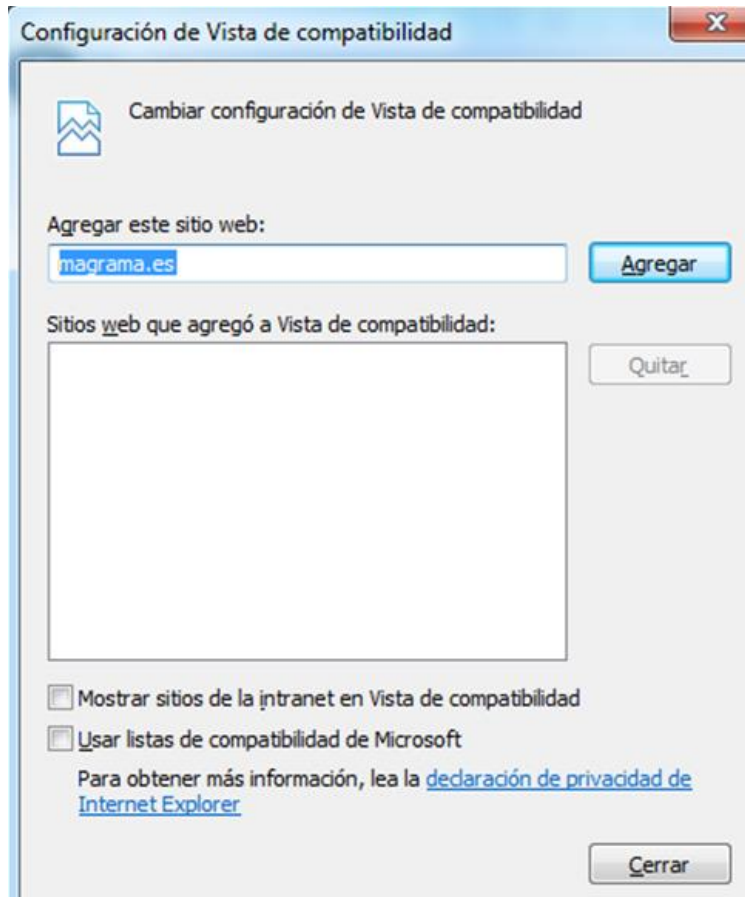 Configuración de Vista de compatibilidad
Cambiar configuración de Vista de compatibilidad
Agregar este sitio web:
magrama.es
Agregar
Sitios web que agregó a Vista de compatibilidad:
Quitar
Mostrar sitios de la intranet en Vista de compatibilidad
Usar listas de compatibilidad de Microsoft
Para obtener más información, lea la declaración de privacidad de
Internet Explorer
Cerrar